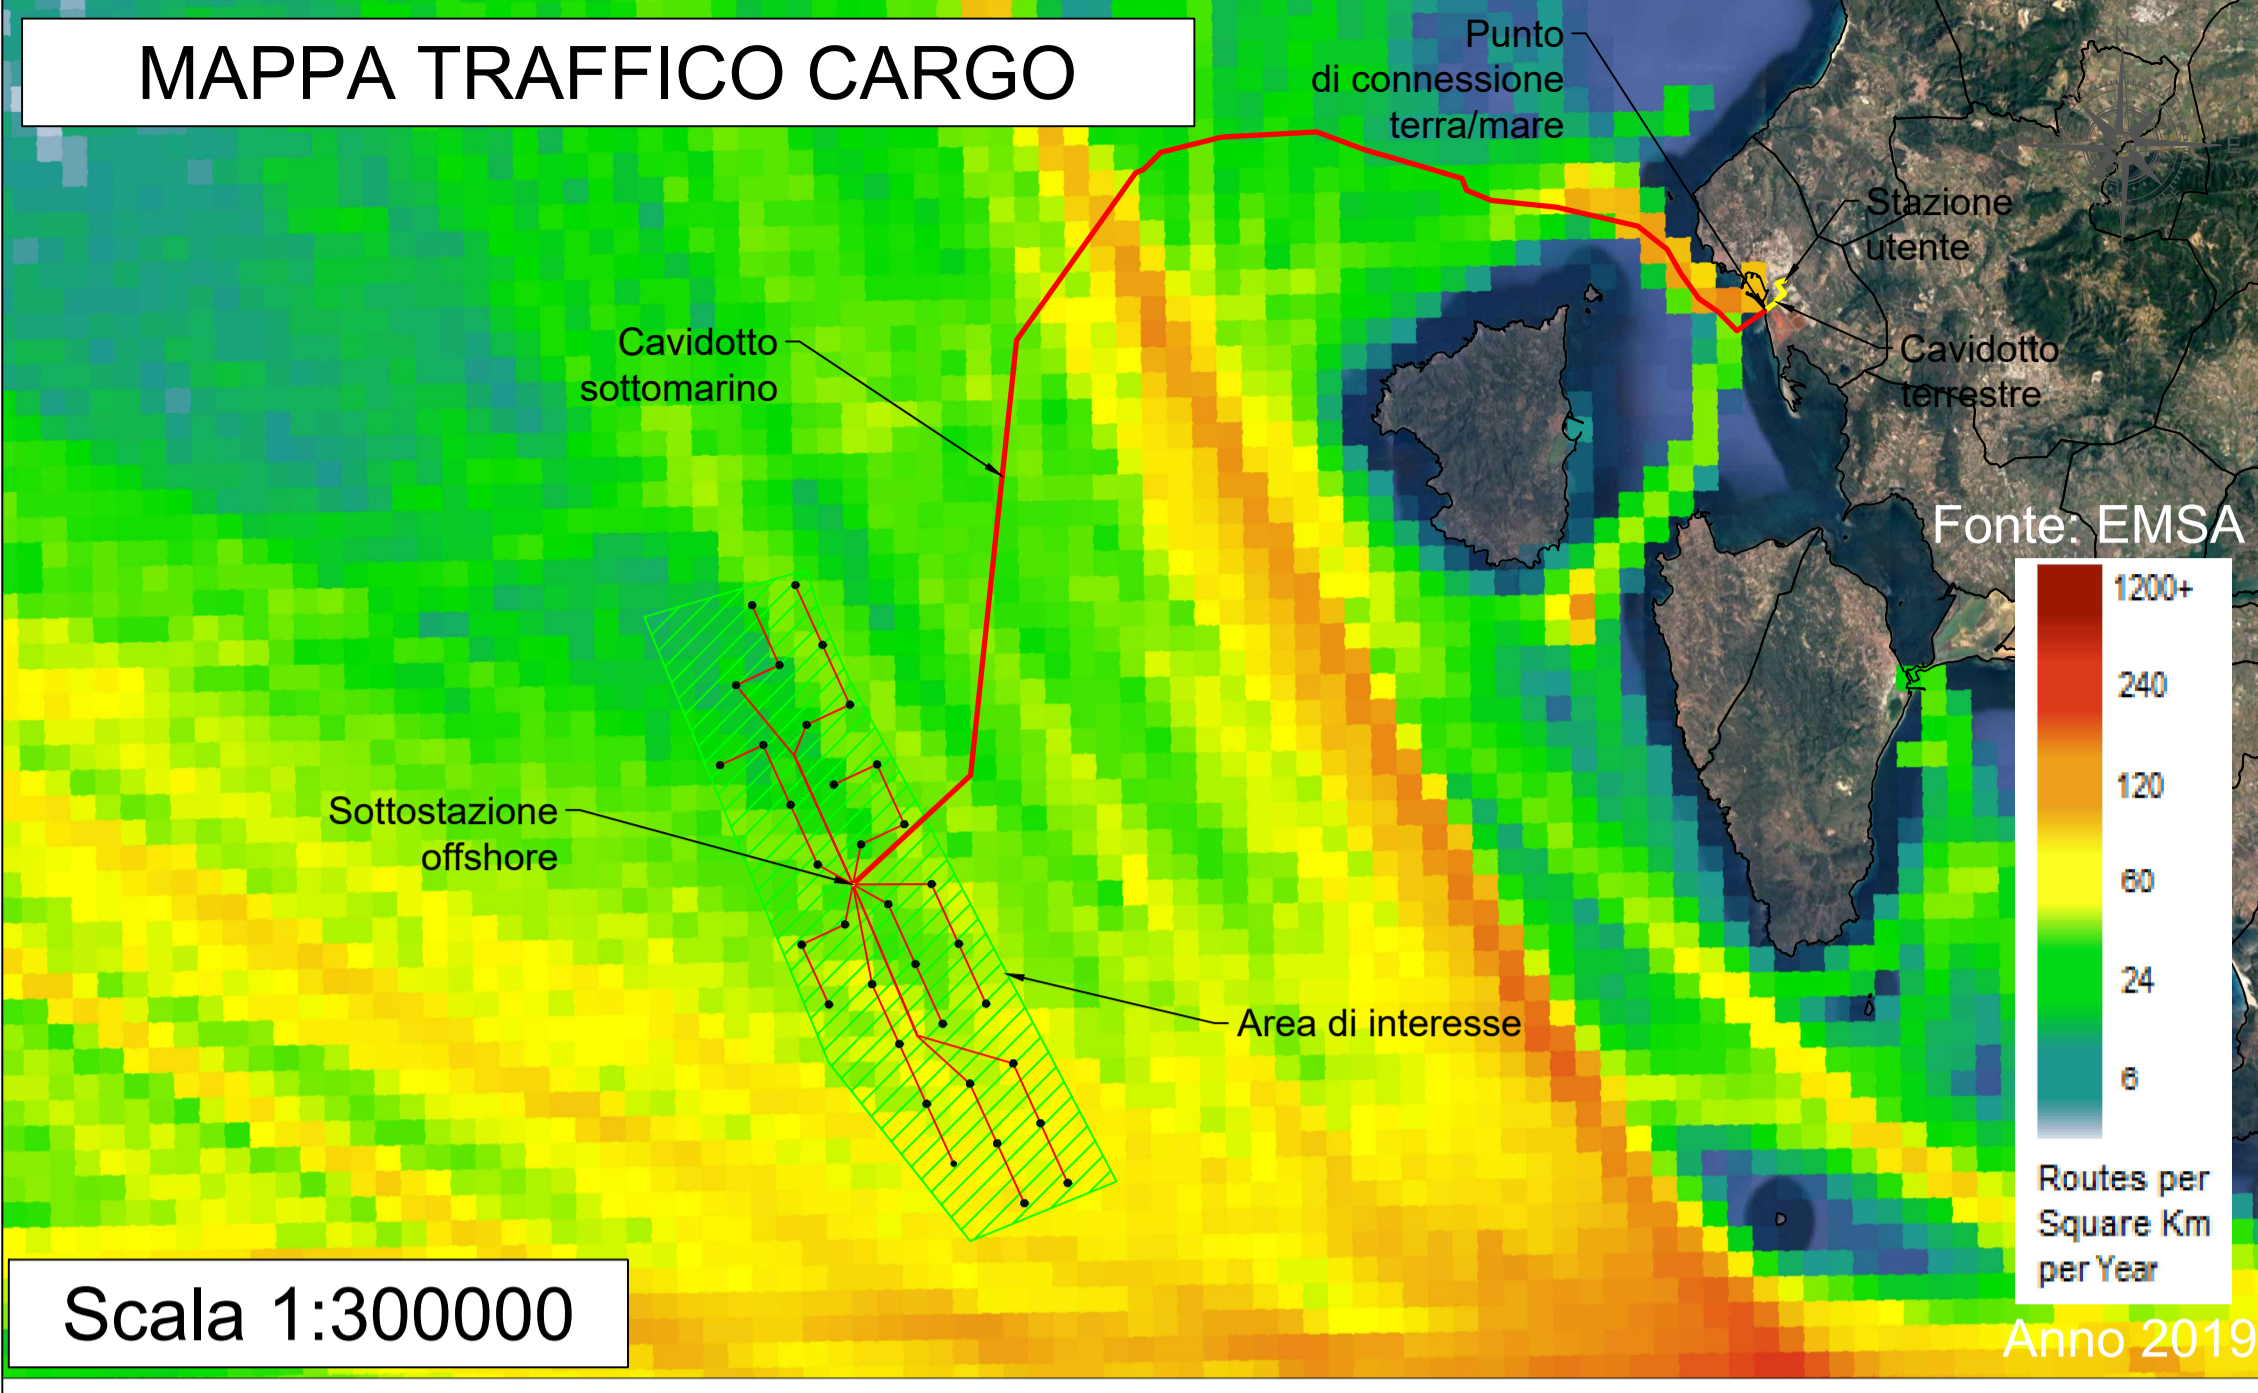 MAPPA TRAFFICO CARGO
Punto
di connessione
terra/mare
N
E
Stazione
utente
Cavidotto
sottomarino
Cavidotto
terrestre
Fonte: EMSA
1200+
240
120
60
24
6
Routes per
Square Km
per Year
Sottostazione
offshore
Area di interesse
Scala 1:300000
Anno 2019